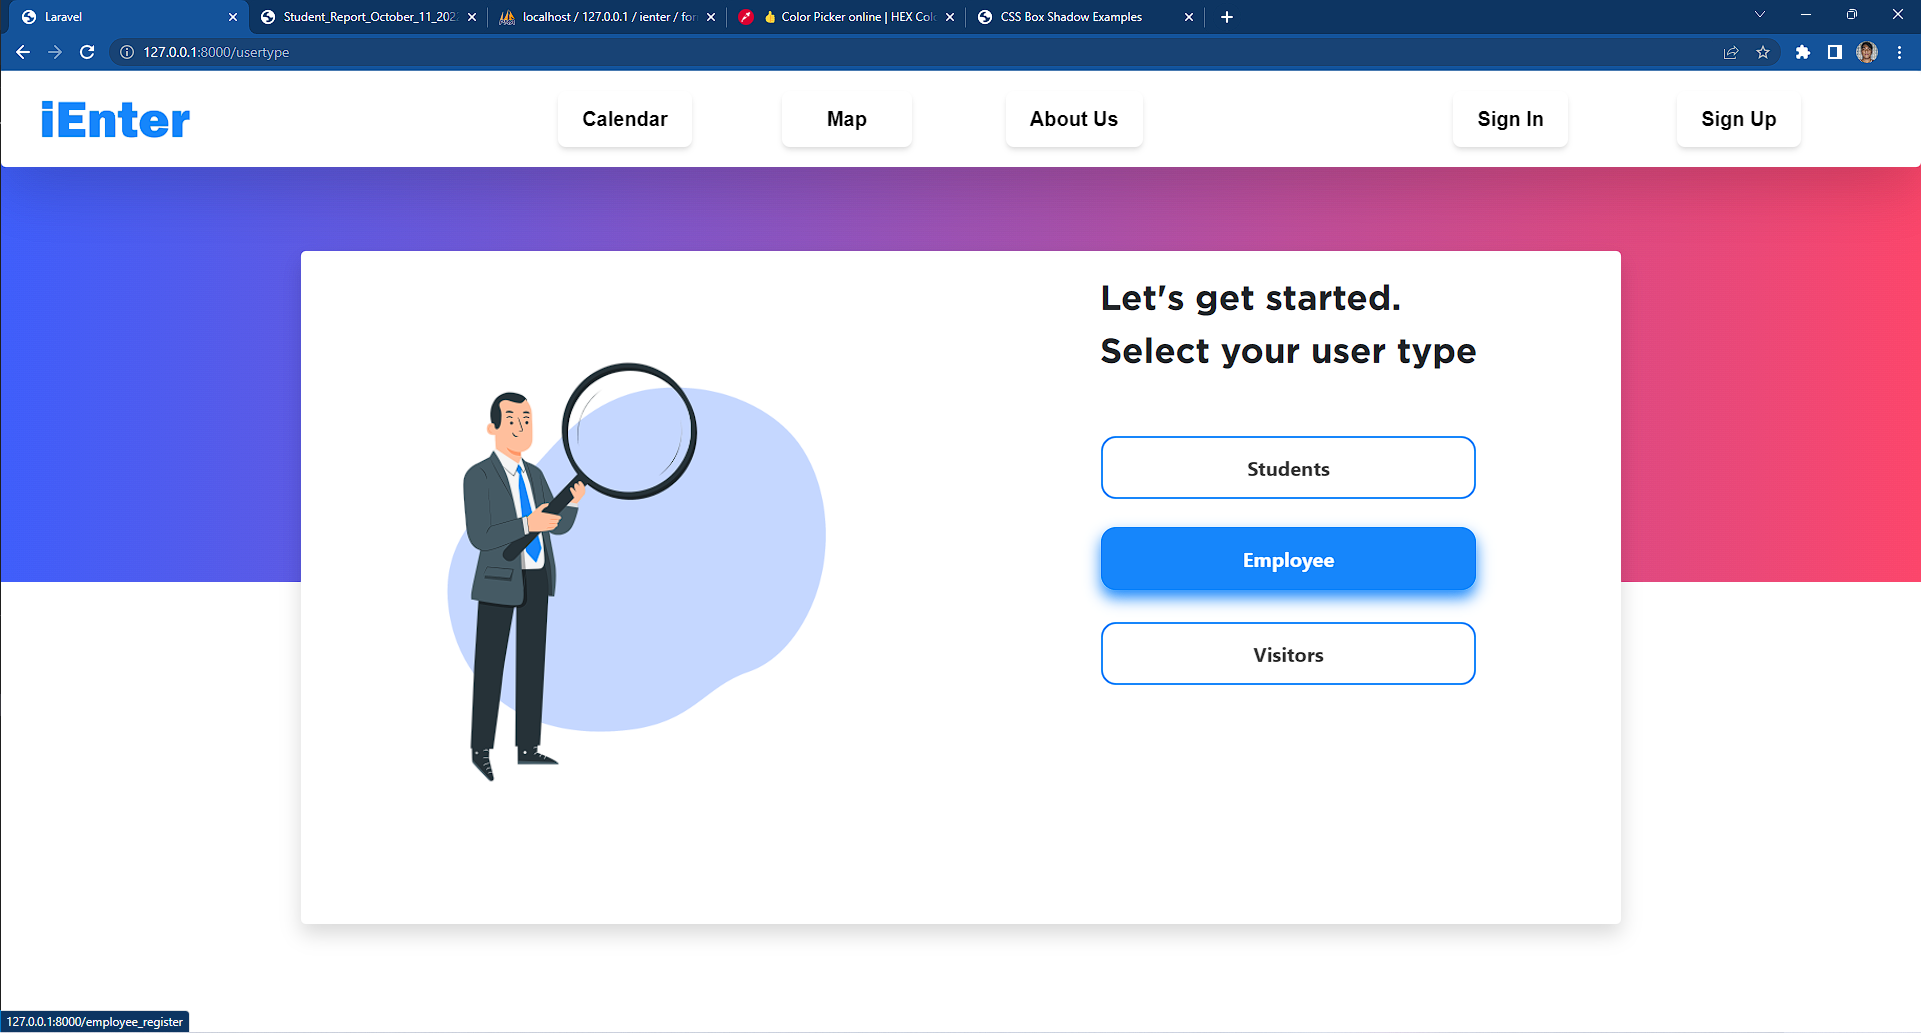 Laravel
Student_Report_October_11_202
localhost / 127.0.0.1 / ienter / for
Color Picker online | HEX Col
CSS Box Shadow Examples
127.0.0.1:8000/usertype
iEnter
Calendar
Map
About Us
Sign In
Sign Up
Let's get started.
Select your user type
Students
Employee
Visitors
127.0.0.1:8000/employee_register